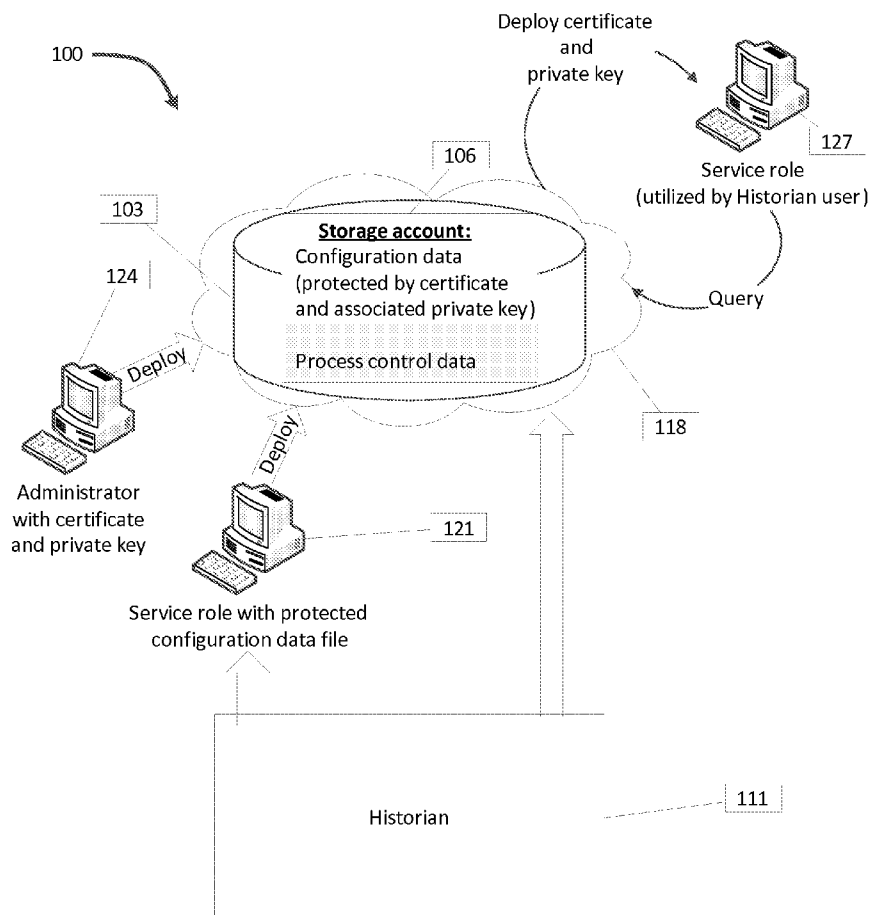 100
Deploy certificate
and
private key
127
Service role
(utilized by Historian user)
106
103
124
Storage account:
Configuration data
(protected by certificate
and associated private key)
Process control data
Query
Deploy
118
Administrator
with certificate
and private key
Deploy
121
Service role with protected
configuration data file
Historian
111